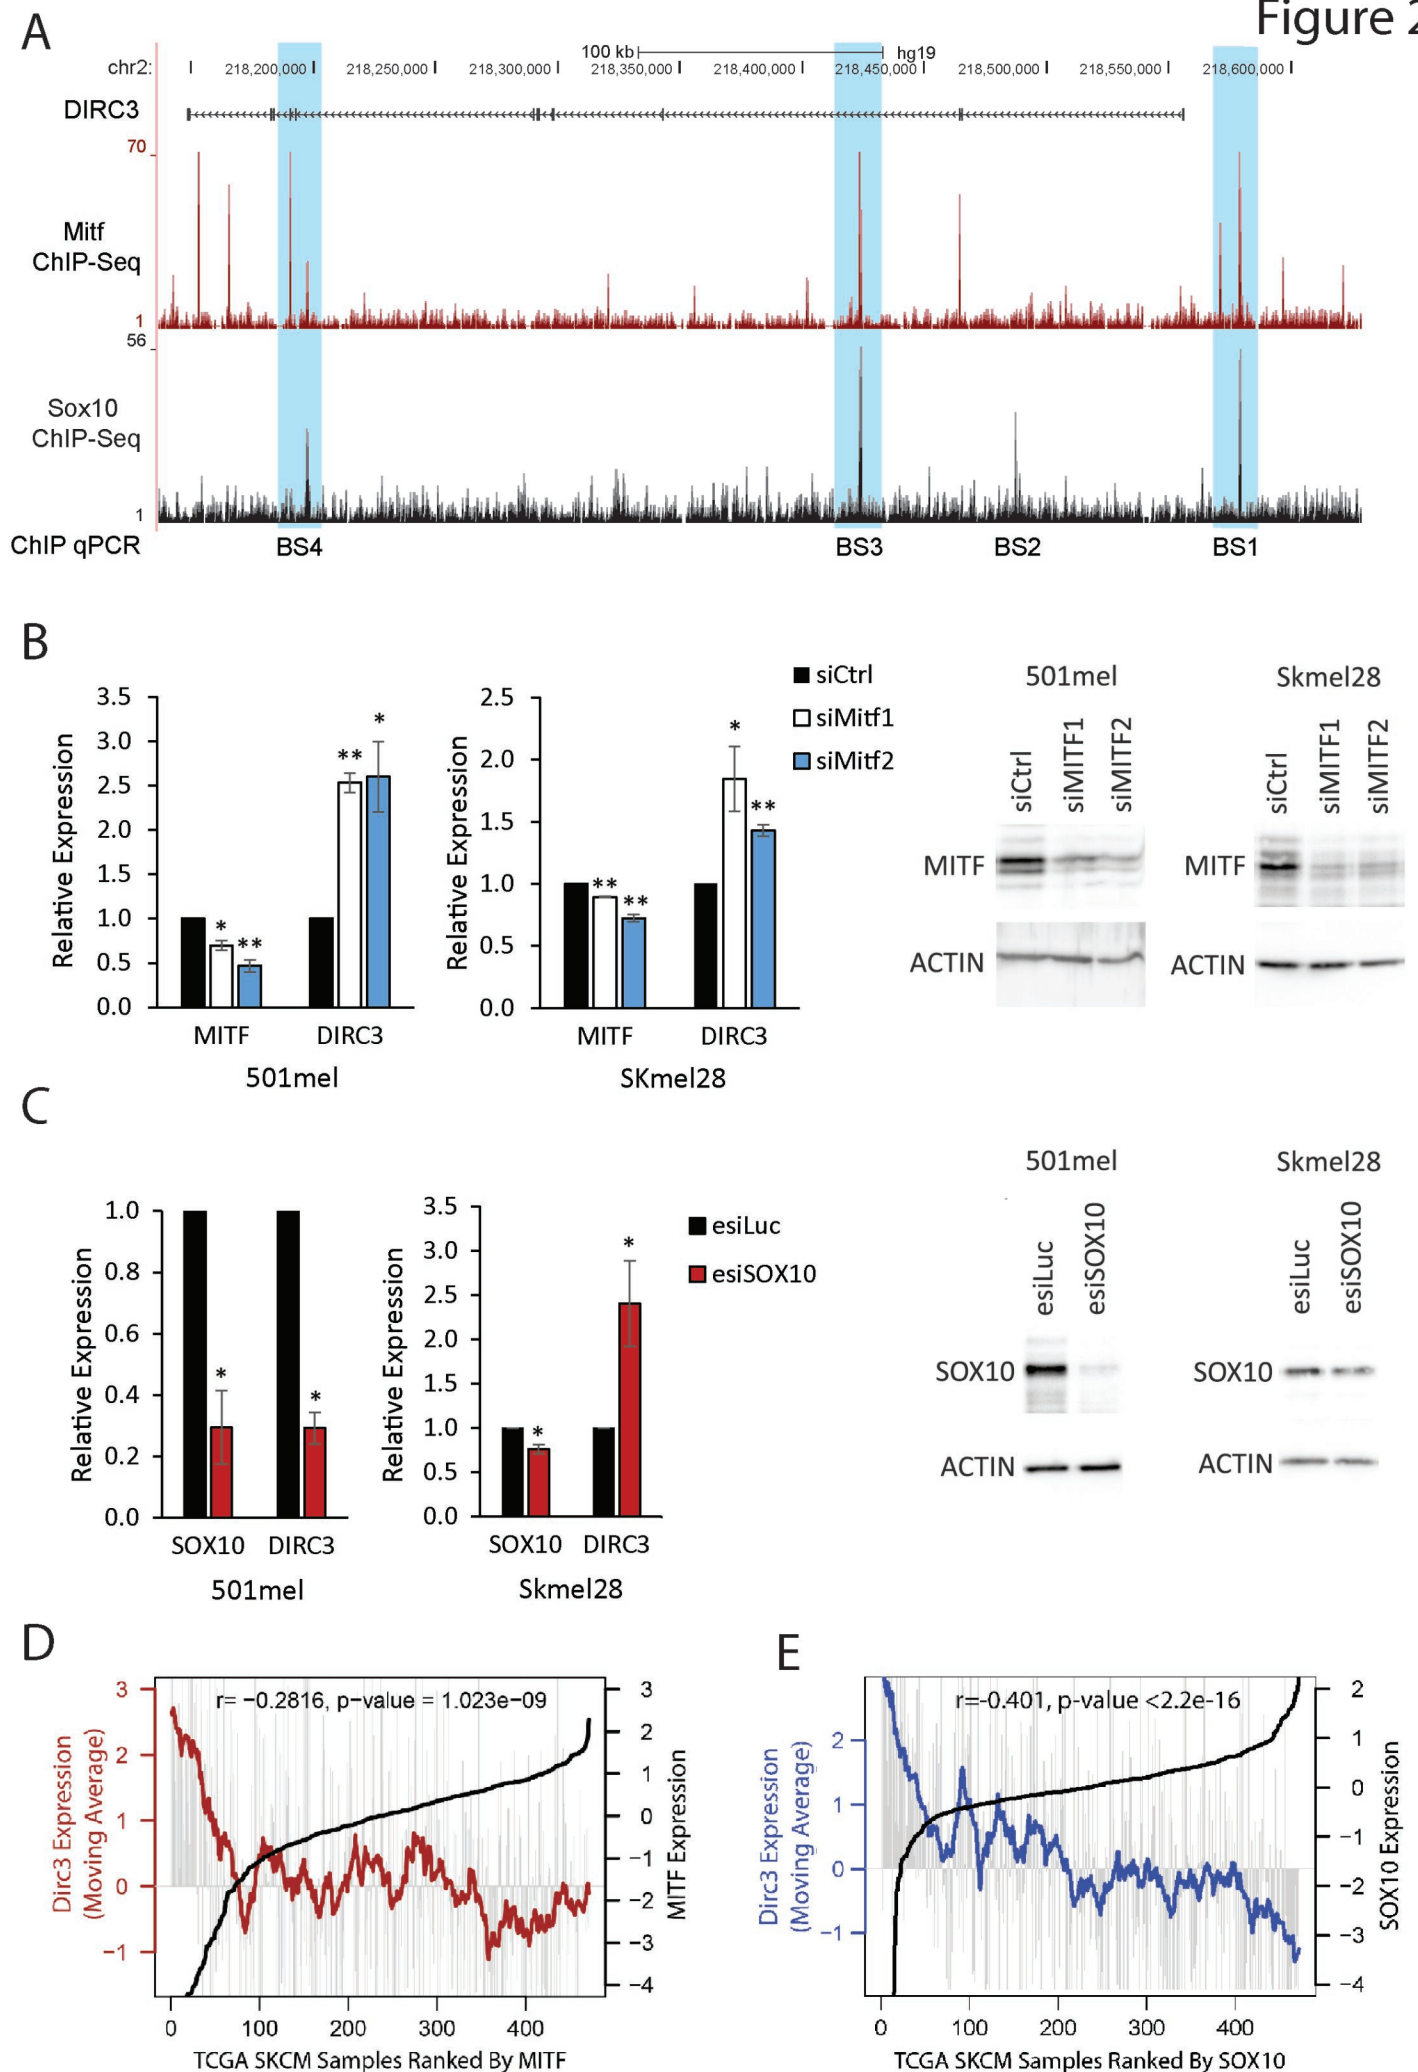 Figure 2
A
100 kb
hg19
chr2:
218,200,000
218,250,000
218,300,000
218,350,000
218,400,000
218,450,000
218,500,000
218,550,000
218,600,000
DIRC3
70
Mitf
ChIP-Seq
1
56
Sox10
ChIP-Seq
1
ChIP qPCR
BS4
BS3
BS2
BS1
B
3.5
3.0
2.5
2.0
1.5
1.0
0.5
0.0
Relative Expression
*
**
**
*
MITF
DIRC3
501mel
2.5
2.0
1.5
1.0
0.5
0.0
Relative Expression
**
**
*
**
MITF
DIRC3
SKmel28
siCtrl
siMitf1
siMitf2
501mel
siCtrl
siMITF1
siMITF2
MITF
ACTIN
Skmel28
siCtrl
siMITF1
siMITF2
MITF
ACTIN
C
1.0
0.8
0.6
0.4
0.2
0.0
Relative Expression
*
*
SOX10
DIRC3
501mel
3.5
3.0
2.5
2.0
1.5
1.0
0.5
0.0
Relative Expression
*
*
SOX10
DIRC3
Skmel28
esiLuc
esiSOX10
501mel
esiLuc
esiSOX10
SOX10
ACTIN
Skmel28
esiLuc
esiSOX10
SOX10
ACTIN
D
r= −0.2816, p-value = 1.023e−09
3
2
1
0
−1
Dirc3 Expression
(Moving Average)
3
2
1
0
−1
−2
−3
−4
MITF Expression
0
100
200
300
400
TCGA SKCM Samples Ranked By MITF
E
r=-0.401, p-value <2.2e-16
2
1
0
−1
Dirc3 Expression
(Moving Average)
2
1
0
−1
−2
−3
−4
SOX10 Expression
0
100
200
300
400
TCGA SKCM Samples Ranked By SOX10